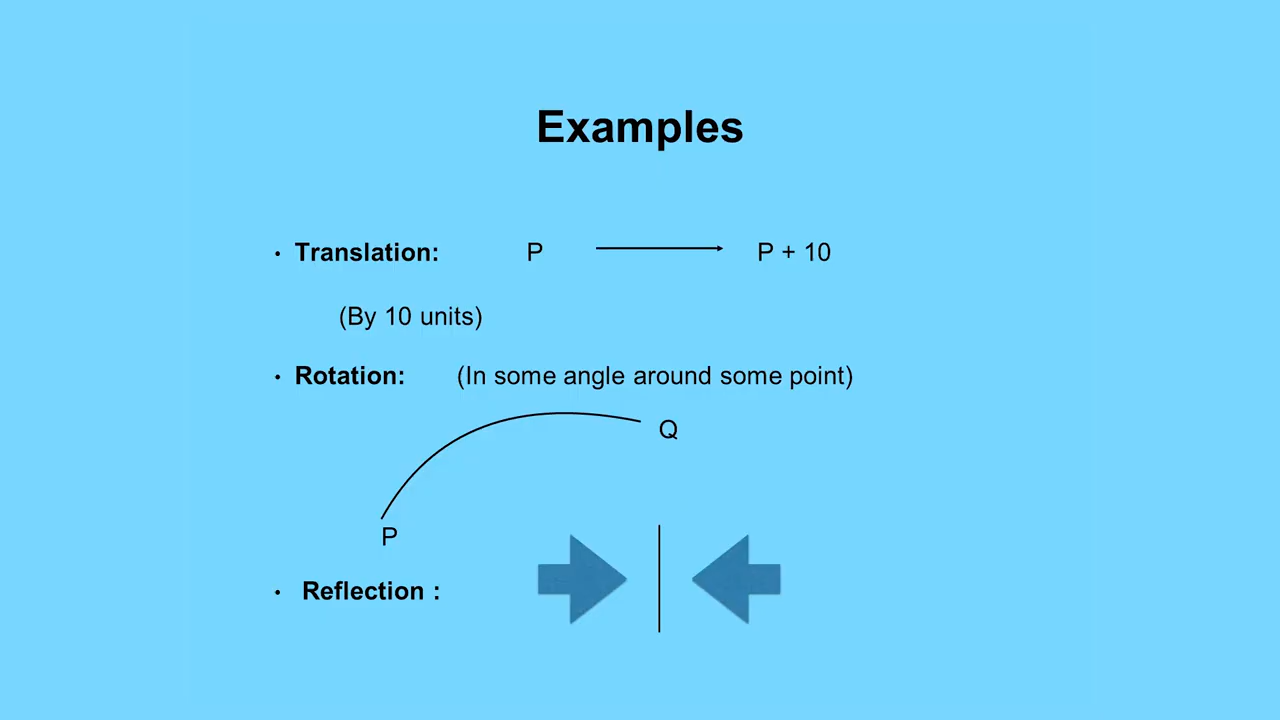 Examples
• Translation: P P + 10
(By 10 units)
• Rotation: (In some angle around some point)
Q
P
• Reflection :